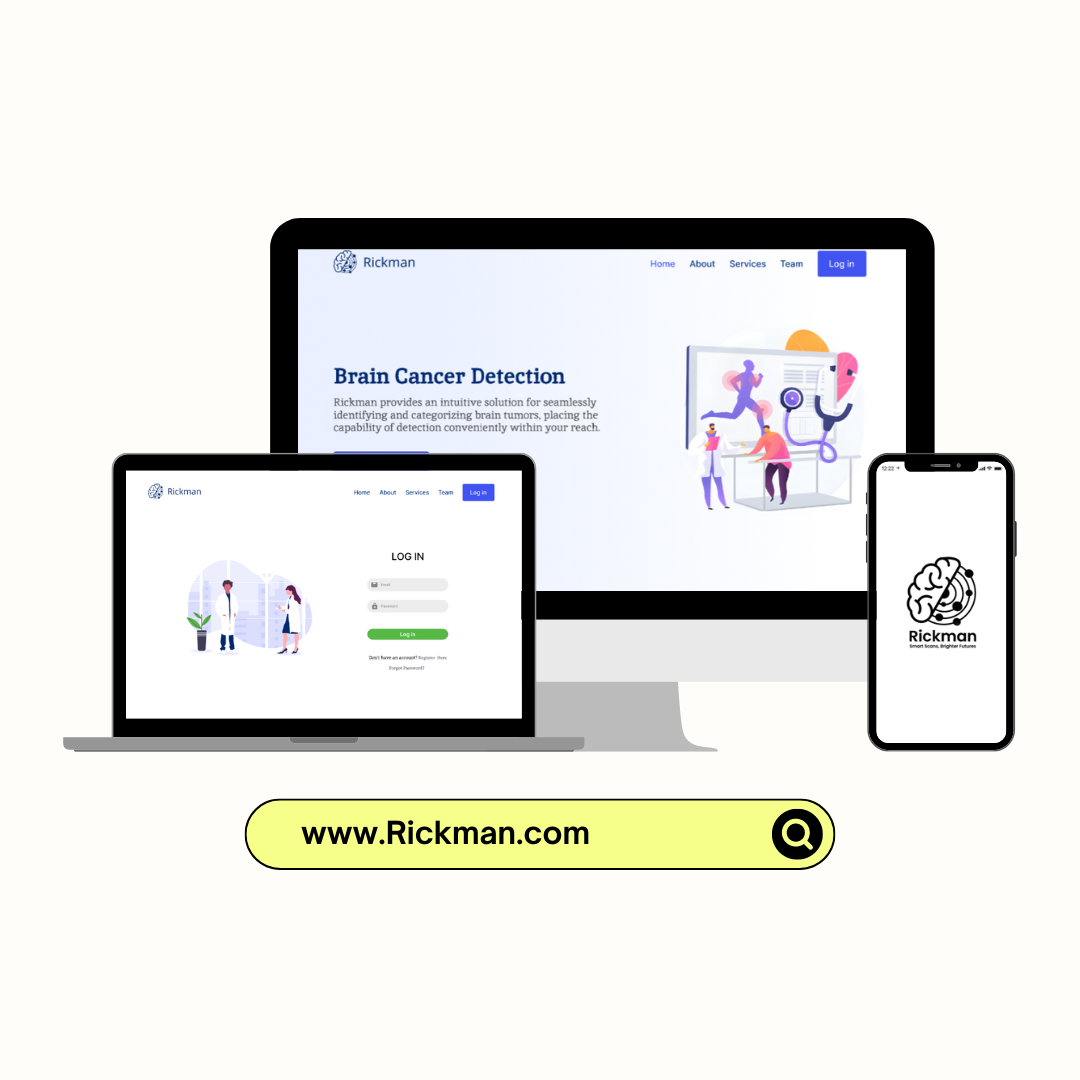 Rickman
Home About Services Team Log in
Brain Cancer Detection
Rickman provides an intuitive solution for seamlessly
identifying and categorizing brain tumors, placing the
capability of detection conveniently within your reach.
Rickman
Home About Services Team Log in
LOG IN
Email
Password
Log in
Don't have an account? Register Here
Forgot Password?
12:22
Rickman
Smart Scans, Brighter Futures
www.Rickman.com